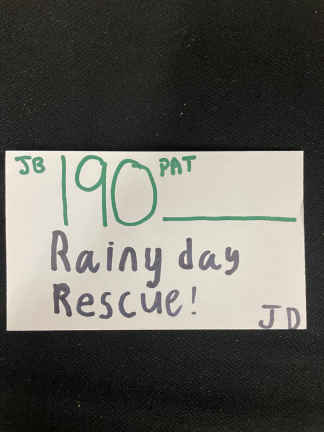 JB 190 PAT
Rainy day
Rescue!
JD